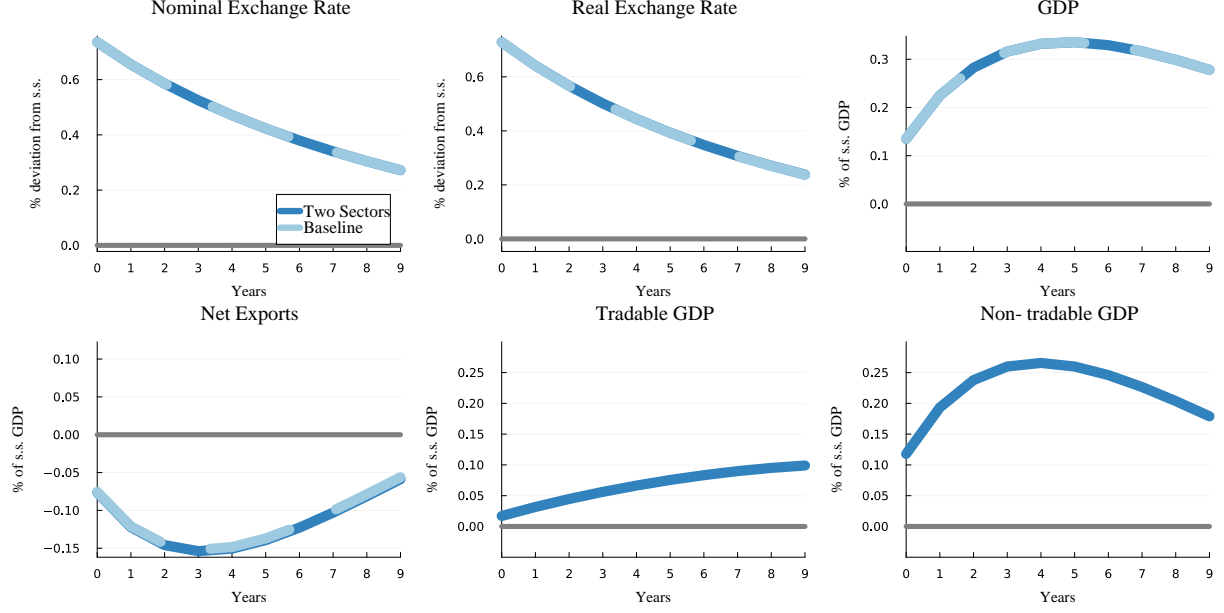 Nominal Exchange Rate
Real Exchange Rate
GDP
% deviation from s.s.
0.6
0.4
0.2
0.0
Two Sectors
Baseline
0 1 2 3 4 5 6 7 8 9
Years
% deviation from s.s.
0.6
0.4
0.2
0.0
0 1 2 3 4 5 6 7 8 9
Years
% of s.s. GDP
0.3
0.2
0.1
0.0
0 1 2 3 4 5 6 7 8 9
Years
Net Exports
Tradable GDP
Non- tradable GDP
% of s.s. GDP
0.10
0.05
0.00
−0.05
−0.10
−0.15
0 1 2 3 4 5 6 7 8 9
Years
% of s.s. GDP
0.25
0.20
0.15
0.10
0.05
0.00
0 1 2 3 4 5 6 7 8 9
Years
% of s.s. GDP
0.25
0.20
0.15
0.10
0.05
0.00
0 1 2 3 4 5 6 7 8 9
Years